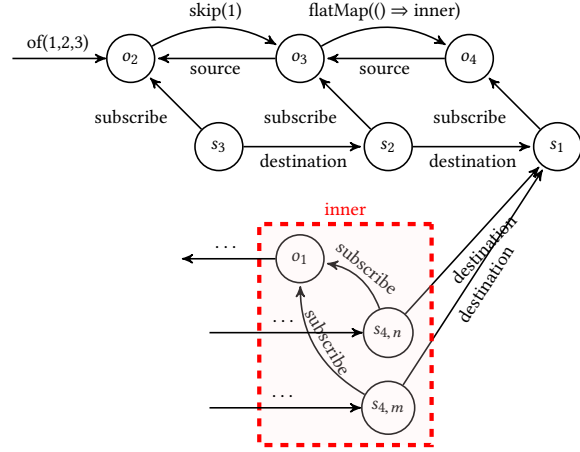 skip(1)
flatMap(() ⇒ inner)
of(1,2,3)
o2
o3
o4
source
source
subscribe
subscribe
subscribe
s3
s2
s1
destination
destination
inner
. . .
o1
subscribe
destination
destination
. . .
s4, n
subscribe
. . .
s4, m